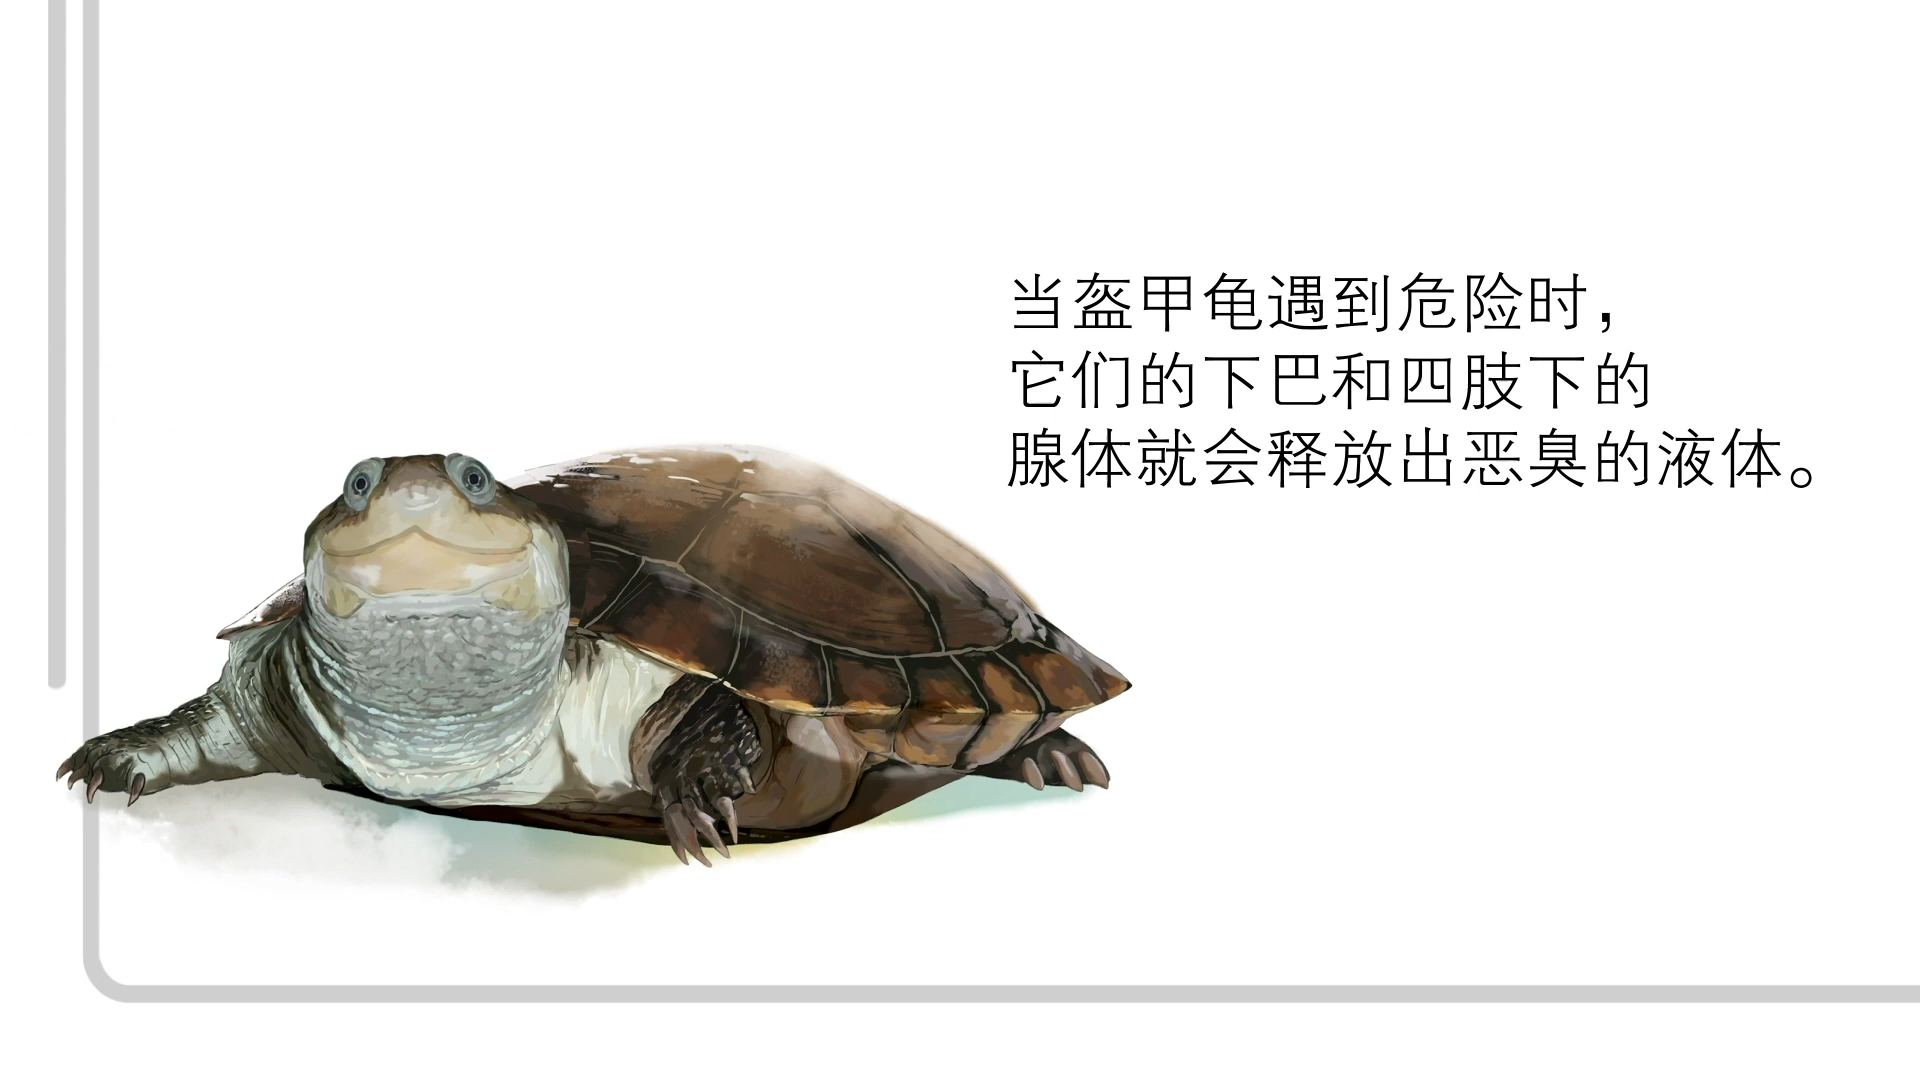 当盔甲龟遇到危险时，
它们的下巴和四肢下的
腺体就会释放出恶臭的液体。